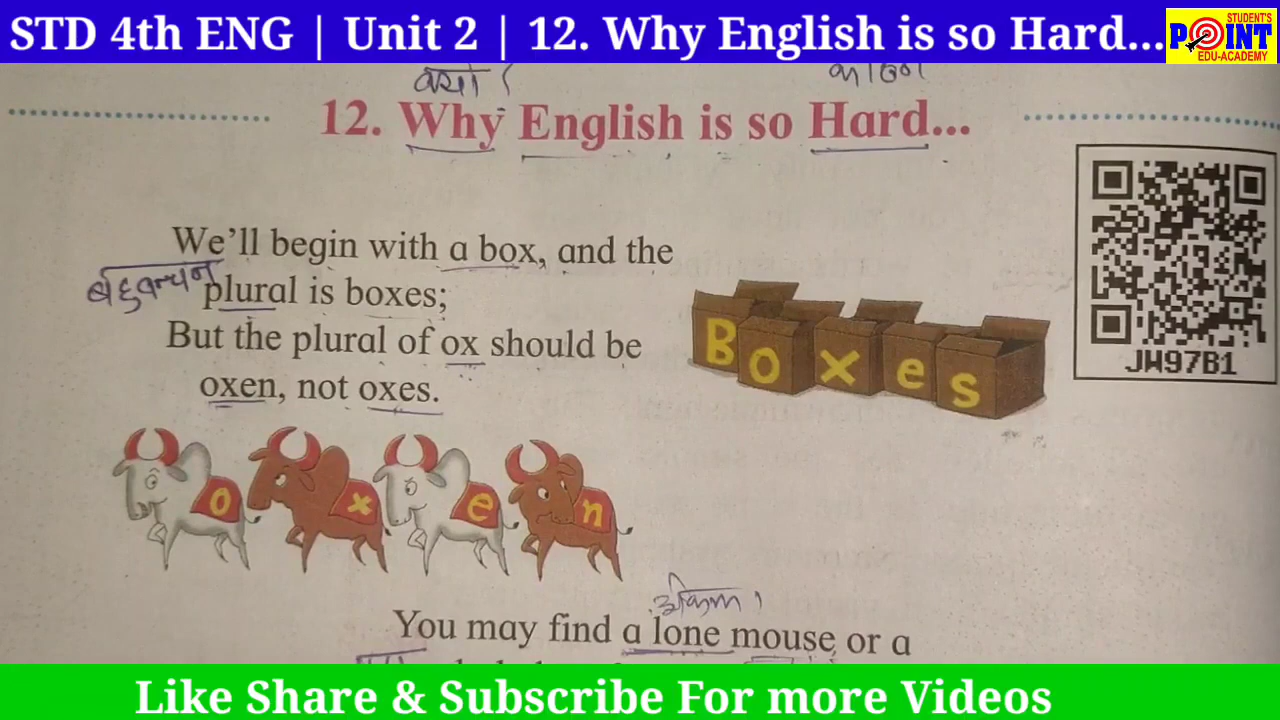 STD 4th ENG | Unit 2 | 12. Why English is so Hard...
STUDENT'S
POINT
EDU-ACADEMY
12. Why English is so Hard...
We'll begin with a box, and the
बहुवचन
plural is boxes;
But the plural of ox should be
oxen, not oxes.
Boxes
JW97B1
oxen
You may find a lone mouse or a
Like Share & Subscribe For more Videos